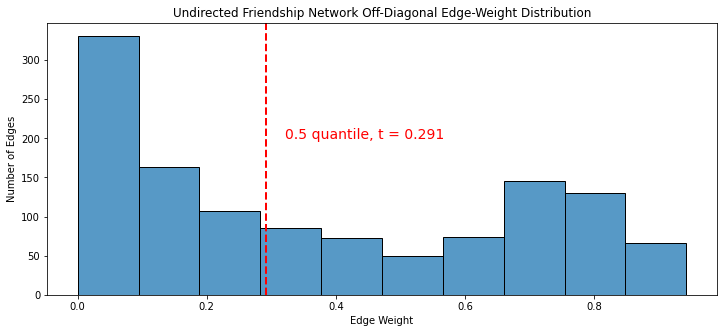 Undirected Friendship Network Off-Diagonal Edge-Weight Distribution
Number of Edges
300
250
200
150
100
50
0
0.5 quantile, t = 0.291
0.0 0.2 0.4 0.6 0.8
Edge Weight